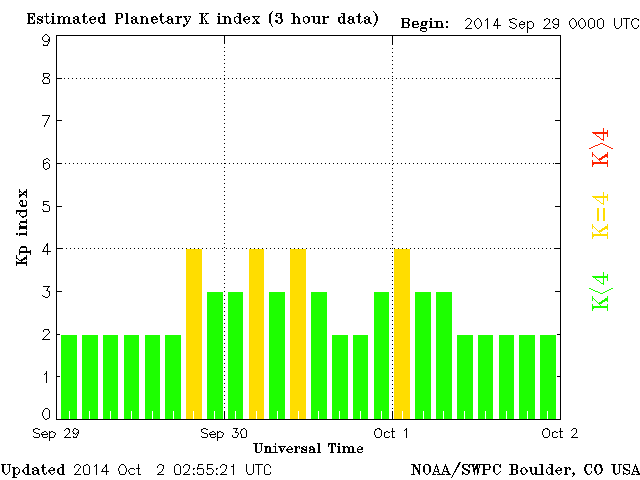 Estimated Planetary K index (3 hour data)
Begin: 2014 Sep 29 0000 UTC
9
8
7
6
5
4
3
2
1
0
Kp index
K>4
K=4
K<4
Sep 29
Sep 30
Oct 1
Oct 2
Universal Time
Updated 2014 Oct 2 02:55:21 UTC
NOAA/SWPC Boulder, CO USA